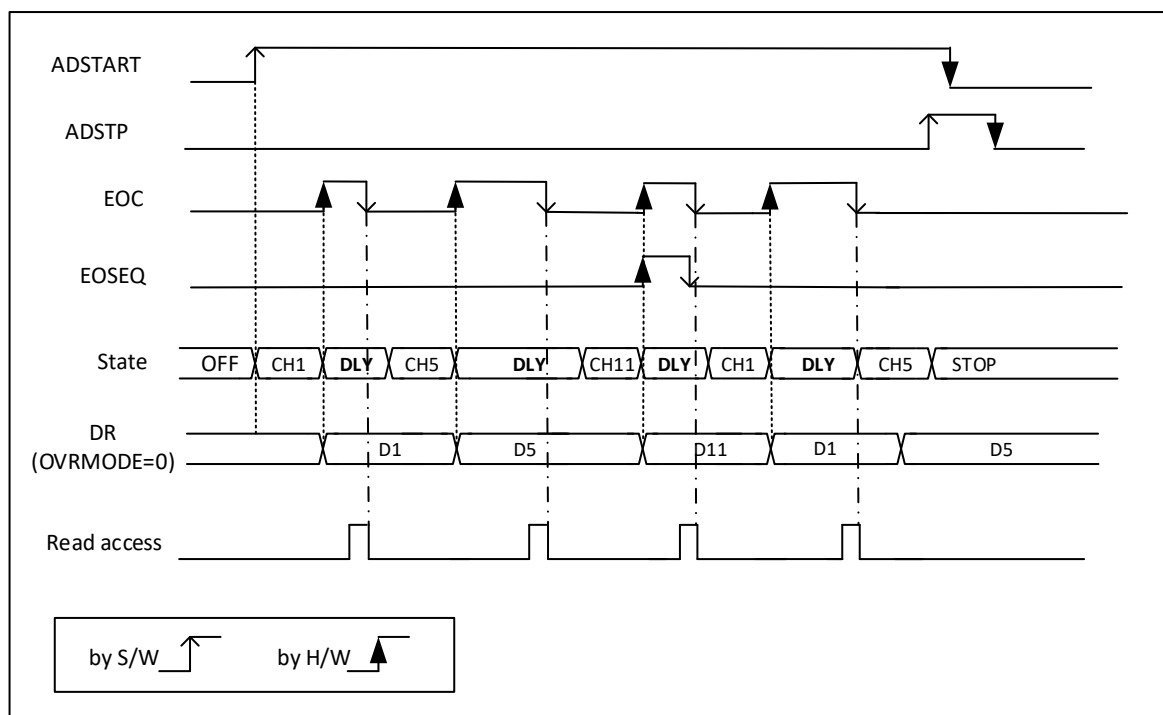 ADSTART
ADSTP
EOC
EOSEQ
State OFF CH1 DLY CH5 DLY CH11 DLY CH1 DLY CH5 STOP
DR
(OVRMODE=0) D1 D5 D11 D1 D5
Read access
by S/W by H/W